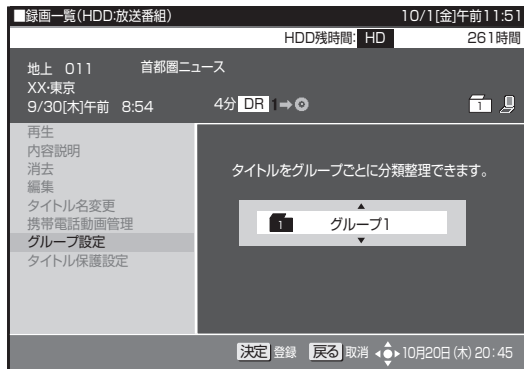 ■録画一覧(HDD:放送番組) 10/1[金]午前11:51
HDD残時間: HD 261時間
地上 011 首都圏ニュース
XX・東京
9/30[木]午前 8:54 4分 DR 1➡ 1
再生
内容説明
消去
編集
タイトル名変更
携帯電話動画管理
グループ設定
タイトル保護設定
タイトルをグループごとに分類整理できます。
▲
1 グループ1
▼
決定 登録 戻る 取消 10月20日(木)20:45